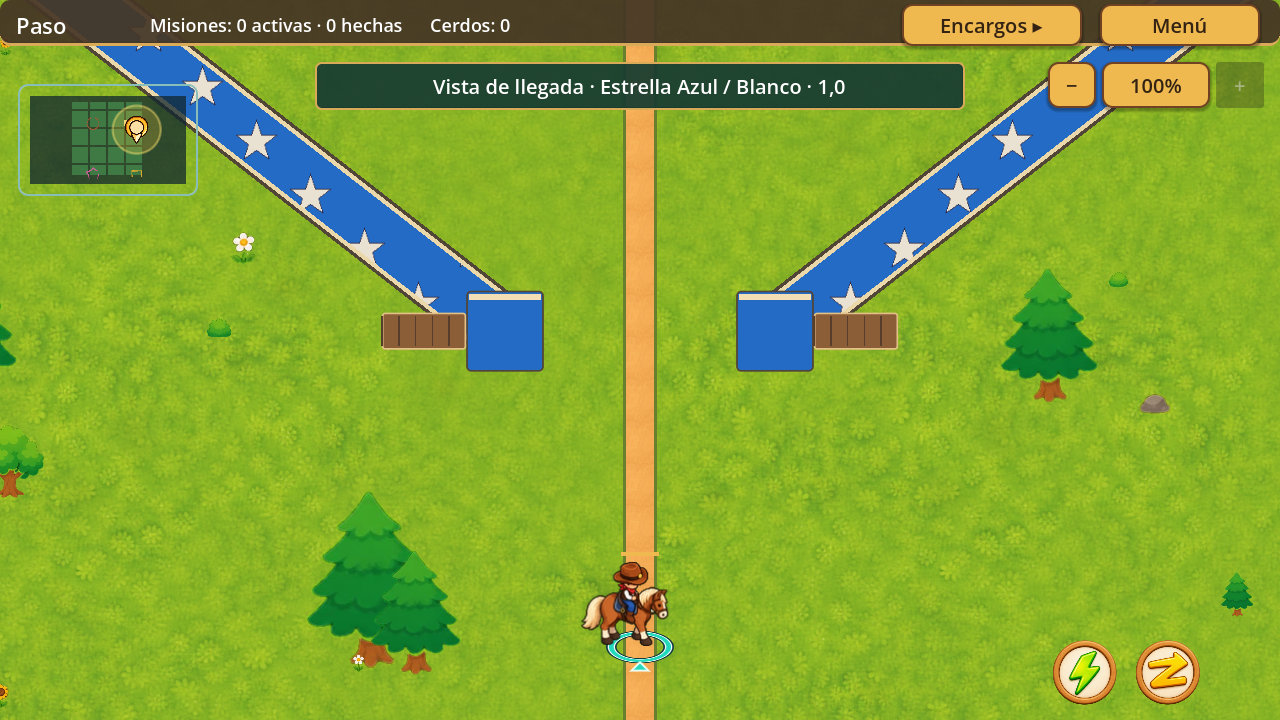 Paso
Misiones: 0 activas · 0 hechas
Cerdos: 0
Encargos ▸
Menú
Vista de llegada · Estrella Azul / Blanco · 1,0
−
100%
+